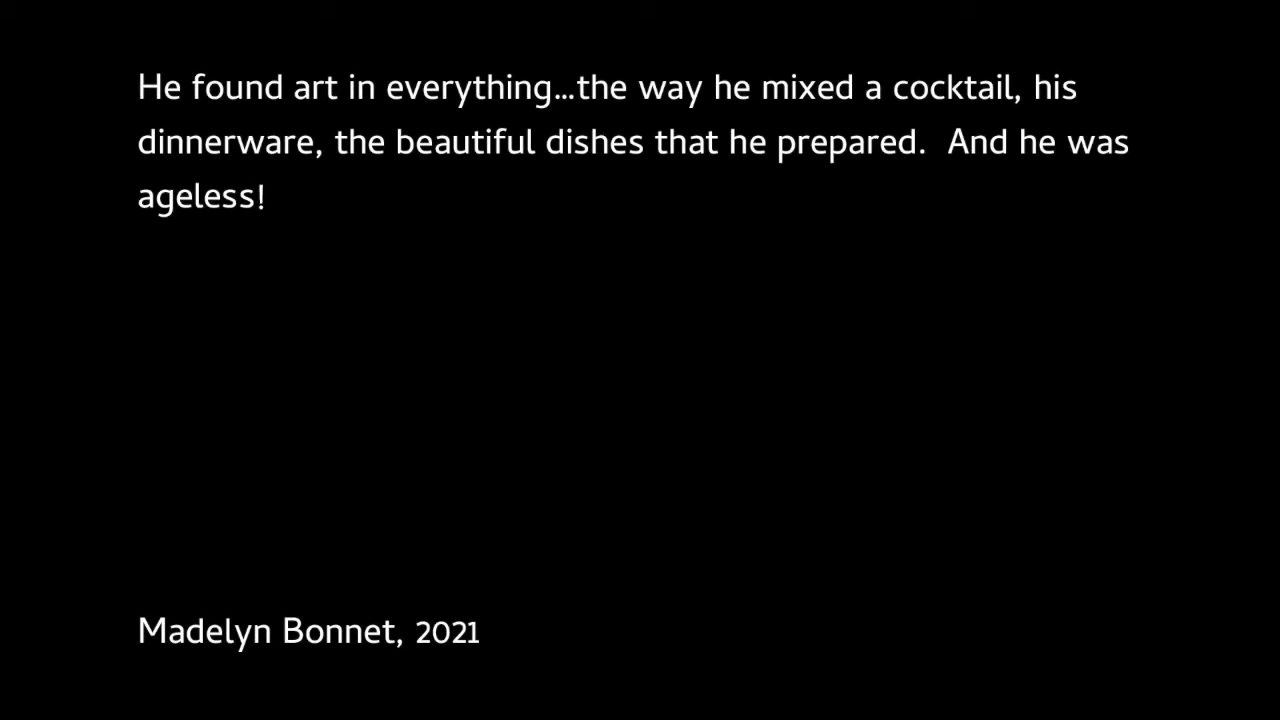 He found art in everything...the way he mixed a cocktail, his
dinnerware, the beautiful dishes that he prepared.  And he was
ageless!
Madelyn Bonnet, 2021